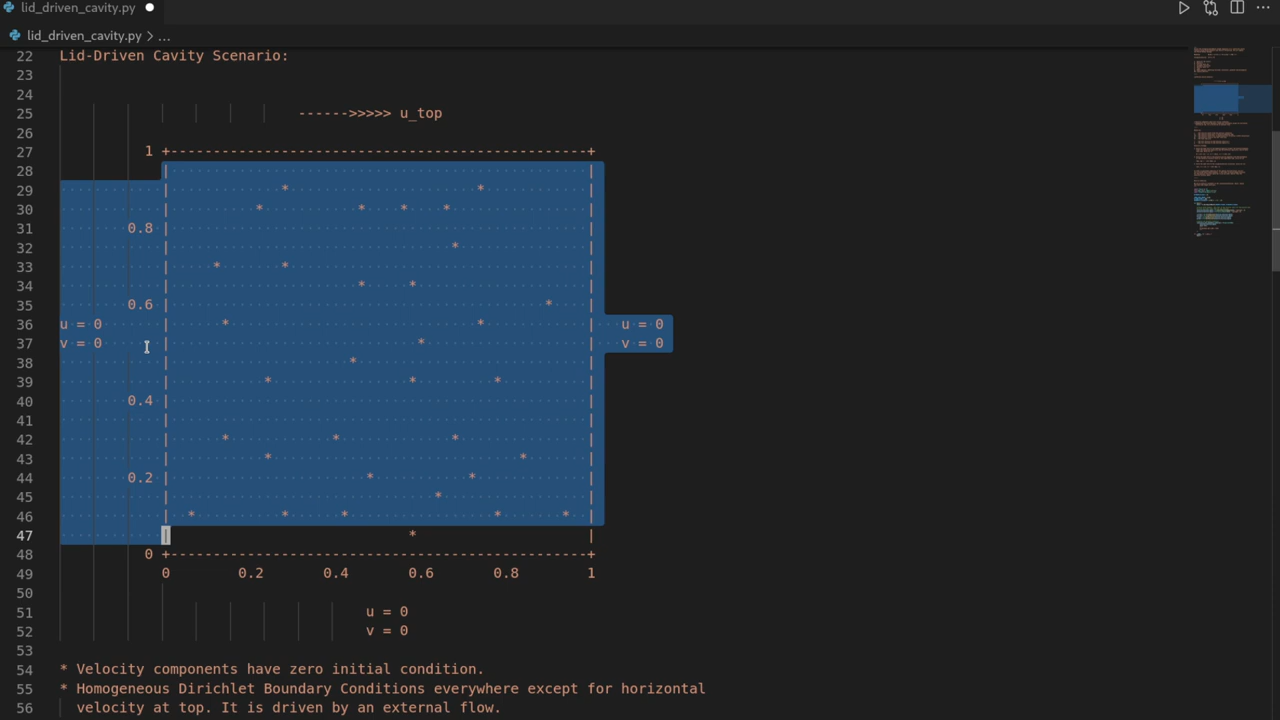 lid_driven_cavity.py
lid_driven_cavity.py > ...
22 Lid-Driven Cavity Scenario:
23
24
25 ------>>>>> u_top
26
27 1 +--------------------------------------------------+
28 | |
29 | * * |
30 | * * * * |
31 0.8 | |
32 | * |
33 | * * |
34 | * * |
35 0.6 | * |
36 u = 0 | * * | u = 0
37 v = 0 | * | v = 0
38 | * |
39 | * * * |
40 0.4 | |
41 | |
42 | * * * |
43 | * * |
44 0.2 | * * |
45 | * |
46 | * * * * * |
47 | * |
48 0 +--------------------------------------------------+
49 0 0.2 0.4 0.6 0.8 1
50
51 u = 0
52 v = 0
53
54 * Velocity components have zero initial condition.
55 * Homogeneous Dirichlet Boundary Conditions everywhere except for horizontal
56 velocity at top. It is driven by an external flow.